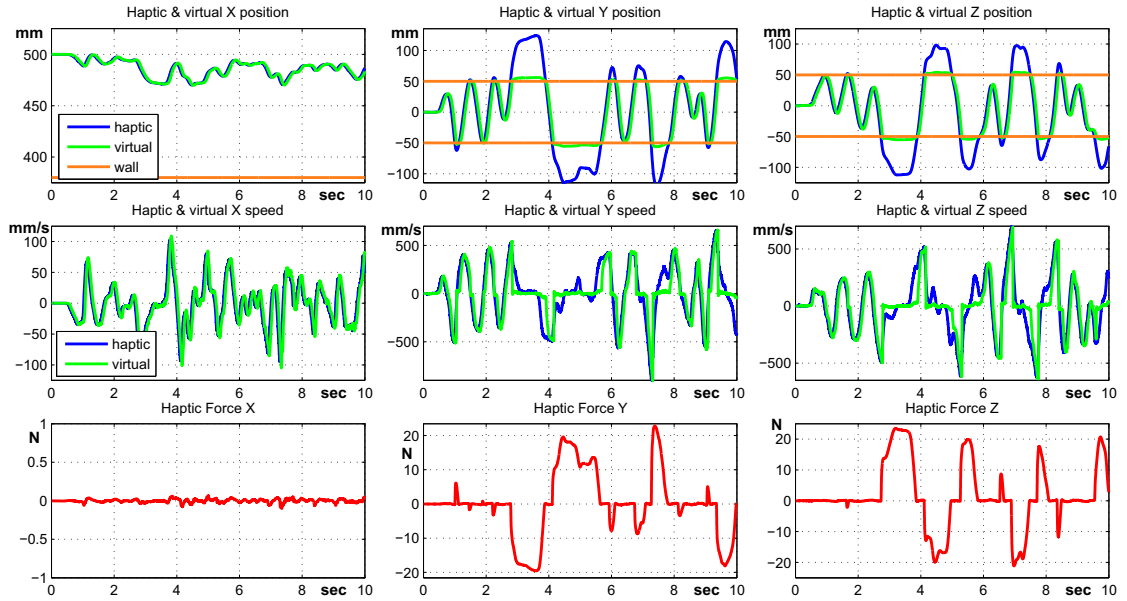 Haptic & virtual X position
mm
500
450
400
haptic
virtual
wall
0 2 4 6 8 sec 10
Haptic & virtual Y position
mm
100
50
0
−50
−100
0 2 4 6 8 sec 10
Haptic & virtual Z position
mm
100
50
0
−50
−100
0 2 4 6 8 sec 10
Haptic & virtual X speed
mm/s
100
50
0
−50
−100
haptic
virtual
0 2 4 6 8 sec 10
Haptic & virtual Y speed
mm/s
500
0
−500
0 2 4 6 8 sec 10
Haptic & virtual Z speed
mm/s
500
0
−500
0 2 4 6 8 sec 10
Haptic Force X
N
1
0.5
0
−0.5
−1
0 2 4 6 8 sec 10
Haptic Force Y
N
20
10
0
−10
−20
0 2 4 6 8 sec 10
Haptic Force Z
N
20
10
0
−10
−20
0 2 4 6 8 sec 10